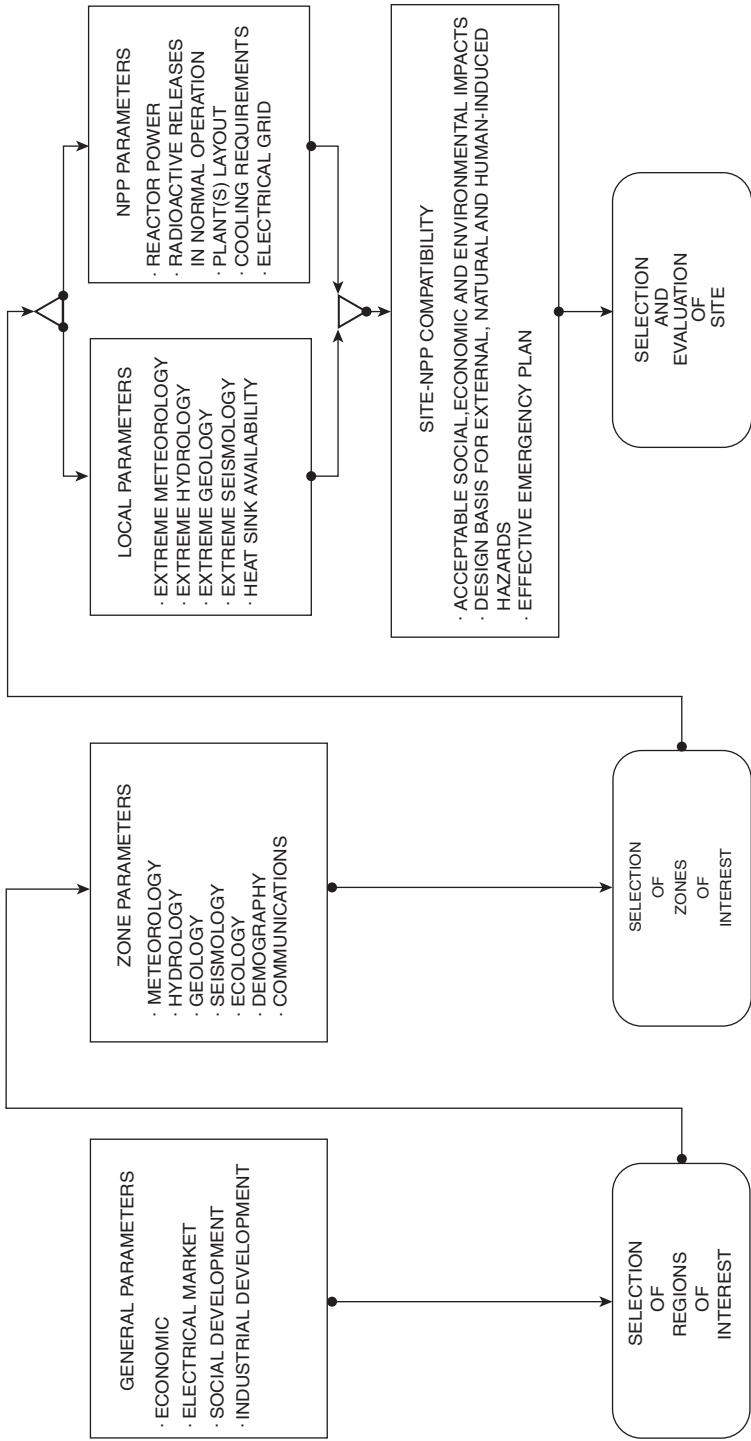 GENERAL PARAMETERS
· ECONOMIC
· ELECTRICAL MARKET
· SOCIAL DEVELOPMENT
· INDUSTRIAL DEVELOPMENT
SELECTION
OF
REGIONS
OF
INTEREST
ZONE PARAMETERS
· METEOROLOGY
· HYDROLOGY
· GEOLOGY
· SEISMOLOGY
· ECOLOGY
· DEMOGRAPHY
· COMMUNICATIONS
SELECTION
OF
ZONES
OF
INTEREST
LOCAL PARAMETERS
· EXTREME METEOROLOGY
· EXTREME HYDROLOGY
· EXTREME GEOLOGY
· EXTREME SEISMOLOGY
· HEAT SINK AVAILABILITY
NPP PARAMETERS
· REACTOR POWER
· RADIOACTIVE RELEASES
IN NORMAL OPERATION
· PLANT(S) LAYOUT
· COOLING REQUIREMENTS
· ELECTRICAL GRID
SITE-NPP COMPATIBILITY
· ACCEPTABLE SOCIAL,ECONOMIC AND ENVIRONMENTAL IMPACTS
· DESIGN BASIS FOR EXTERNAL, NATURAL AND HUMAN-INDUCED
HAZARDS
· EFFECTIVE EMERGENCY PLAN
SELECTION
AND
EVALUATION
OF
SITE